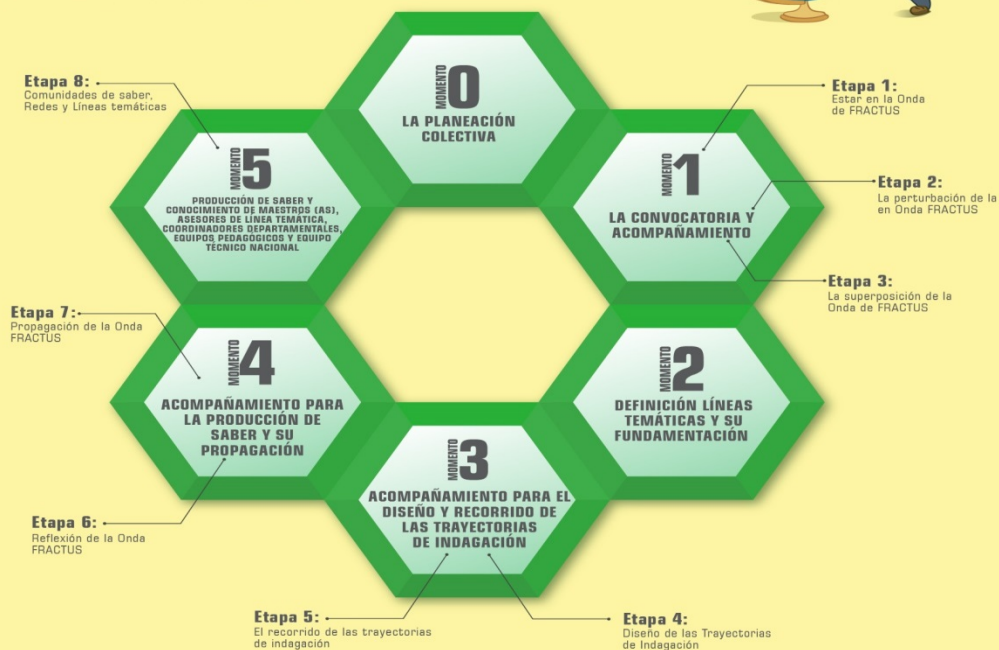 MOMENTO 0
LA PLANEACIÓN
COLECTIVA
MOMENTO 1
LA CONVOCATORIA Y
ACOMPAÑAMIENTO
Etapa 1:
Estar en la Onda
de FRACTUS
Etapa 2:
La perturbación de la
en Onda FRACTUS
Etapa 3:
La superposición de la
Onda de FRACTUS
MOMENTO 2
DEFINICIÓN LÍNEAS
TEMÁTICAS Y SU
FUNDAMENTACIÓN
MOMENTO 3
ACOMPAÑAMIENTO PARA EL
DISEÑO Y RECORRIDO DE
LAS TRAYECTORIAS
DE INDAGACIÓN
Etapa 4:
Diseño de las Trayectorias
de Indagación
Etapa 5:
El recorrido de las trayectorias
de indagación
MOMENTO 4
ACOMPAÑAMIENTO PARA
LA PRODUCCIÓN DE
SABER Y SU
PROPAGACIÓN
Etapa 6:
Reflexión de la Onda
FRACTUS
Etapa 7:
Propagación de la Onda
FRACTUS
MOMENTO 5
PRODUCCIÓN DE SABER Y
CONOCIMIENTO DE MAESTROS (AS),
ASESORES DE LÍNEA TEMÁTICA,
COORDINADORES DEPARTAMENTALES,
EQUIPOS PEDAGÓGICOS Y EQUIPO
TÉCNICO NACIONAL
Etapa 8:
Comunidades de saber,
Redes y Líneas temáticas